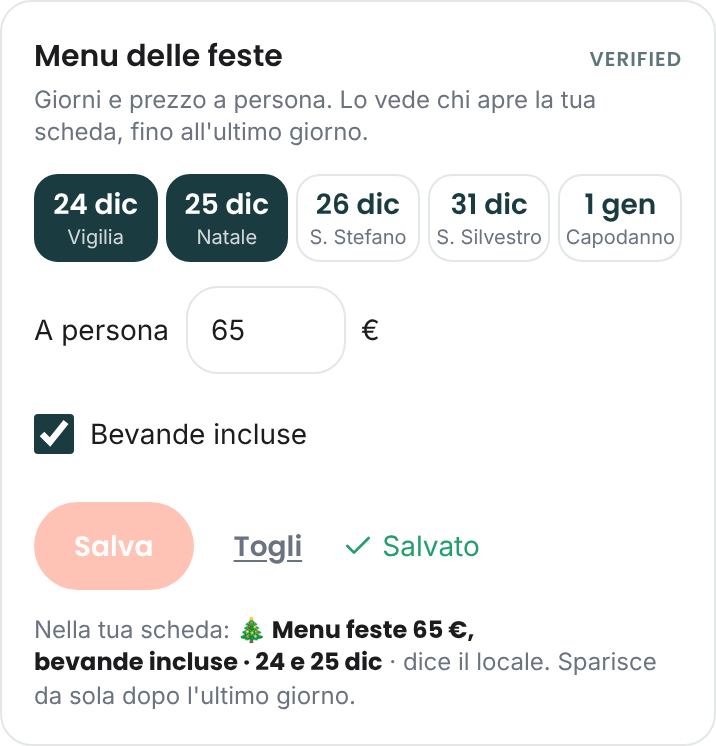 Menu delle feste
VERIFIED
Giorni e prezzo a persona. Lo vede chi apre la tua
scheda, fino all'ultimo giorno.
24 dic
Vigilia
25 dic
Natale
26 dic
S. Stefano
31 dic
S. Silvestro
1 gen
Capodanno
A persona 65 €
Bevande incluse
Salva Togli ✓ Salvato
Nella tua scheda: 🎄 Menu feste 65 €,
bevande incluse · 24 e 25 dic · dice il locale. Sparisce
da sola dopo l'ultimo giorno.